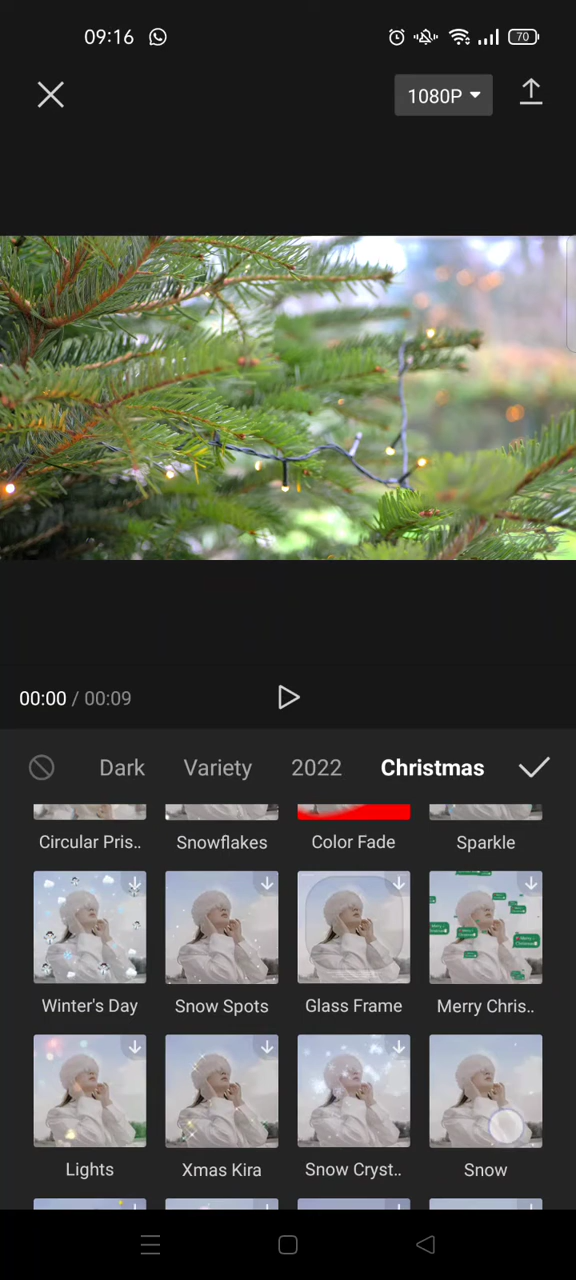 09:16
70
1080P
00:00 / 00:09
Dark Variety 2022 Christmas
Circular Pris.. Snowflakes Color Fade Sparkle
Winter's Day Snow Spots Glass Frame Merry Chris..
Lights Xmas Kira Snow Cryst.. Snow